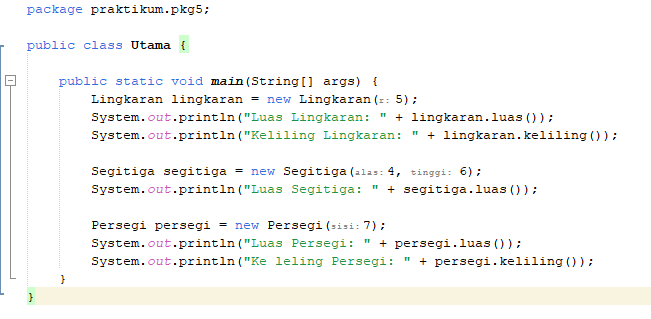 package praktikum.pkg5;
public class Utama {
public static void main(String[] args) {
Lingkaran lingkaran = new Lingkaran(r: 5);
System.out.println("Luas Lingkaran: " + lingkaran.luas());
System.out.println("Keliling Lingkaran: " + lingkaran.keliling());
Segitiga segitiga = new Segitiga(alas: 4, tinggi: 6);
System.out.println("Luas Segitiga: " + segitiga.luas());
Persegi persegi = new Persegi(sisi: 7);
System.out.println("Luas Persegi: " + persegi.luas());
System.out.println("Ke leling Persegi: " + persegi.keliling());
}
}